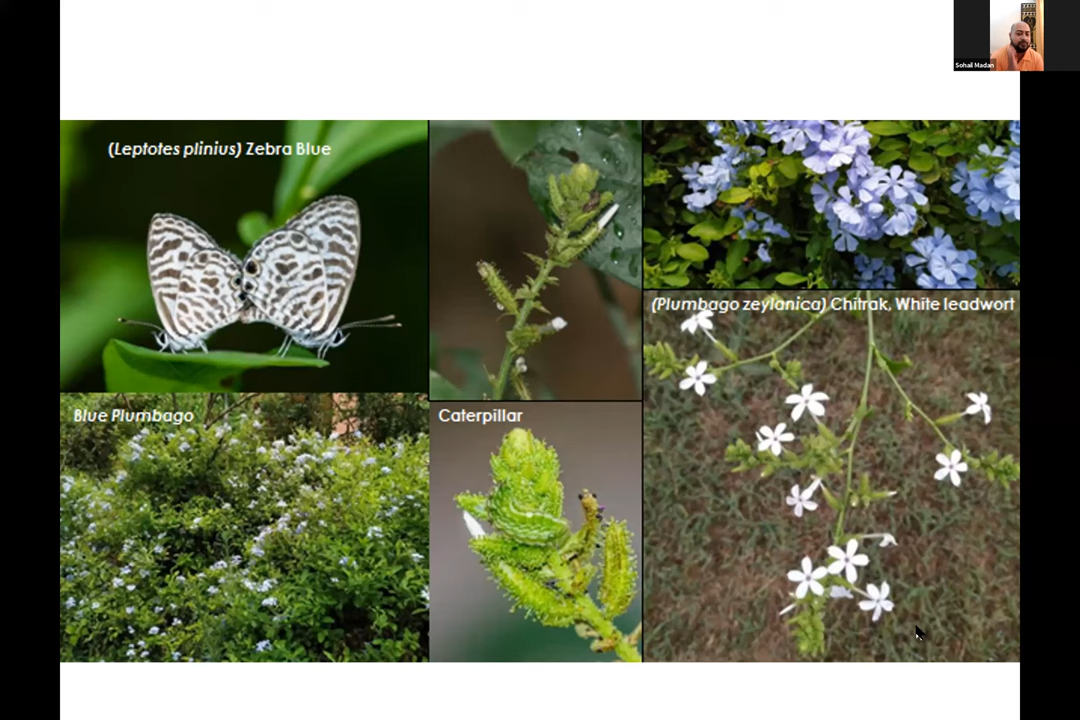 Sohail Madan
(Leptotes plinius) Zebra Blue
(Plumbago zeylanica) Chitrak, White leadwort
Blue Plumbago
Caterpillar